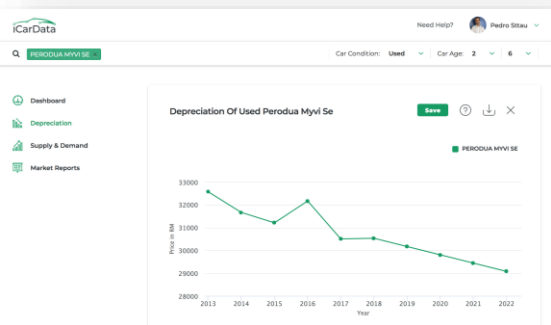 iCarData
Need Help?
Pedro Sttau
PERODUA MYVI SE ×
Car Condition: Used
Car Age: 2 6
Dashboard
Depreciation
Supply & Demand
Market Reports
Depreciation Of Used Perodua Myvi Se
Save
?
PERODUA MYVI SE
Price in RM
33000
32000
31000
30000
29000
28000
2013 2014 2015 2016 2017 2018 2019 2020 2021 2022
Year